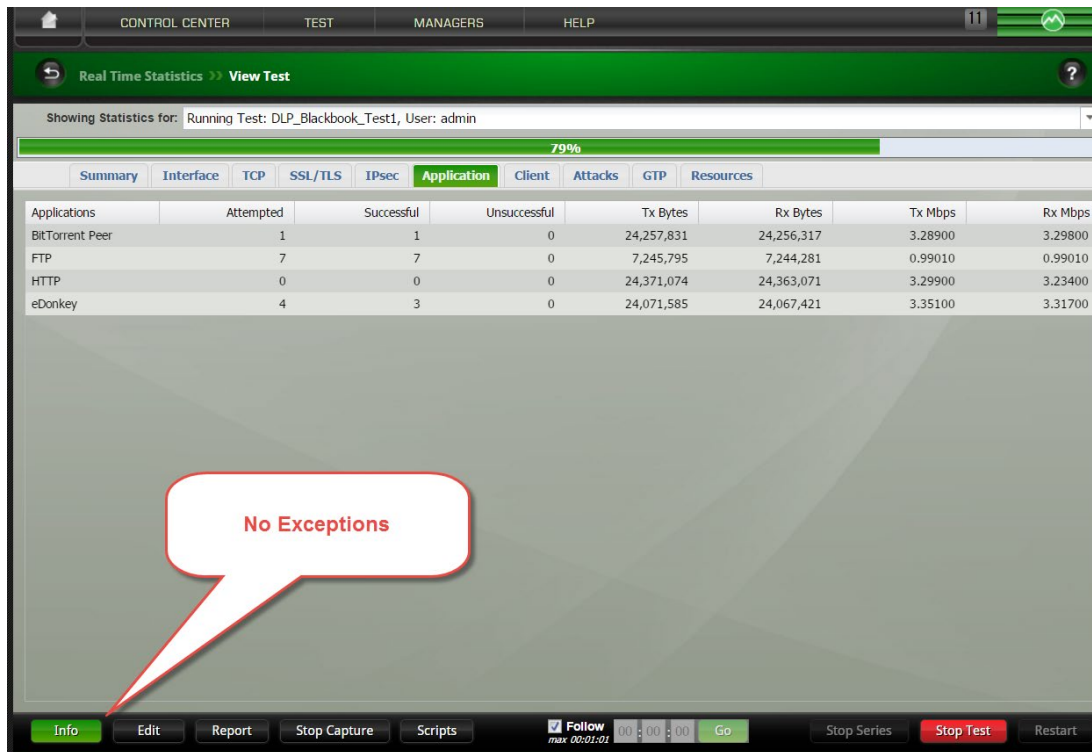 CONTROL CENTER TEST MANAGERS HELP 11
Real Time Statistics >> View Test ?
Showing Statistics for: Running Test: DLP_Blackbook_Test1, User: admin
79%
Summary Interface TCP SSL/TLS IPsec Application Client Attacks GTP Resources
Applications Attempted Successful Unsuccessful Tx Bytes Rx Bytes Tx Mbps Rx Mbps
BitTorrent Peer 1 1 0 24,257,831 24,256,317 3.28900 3.29800
FTP 7 7 0 7,245,795 7,244,281 0.99010 0.99010
HTTP 0 0 0 24,371,074 24,363,071 3.29900 3.23400
eDonkey 4 3 0 24,071,585 24,067,421 3.35100 3.31700
No Exceptions
Info Edit Report Stop Capture Scripts Follow 00:00:00 Go Stop Series Stop Test Restart
max 00:01:01